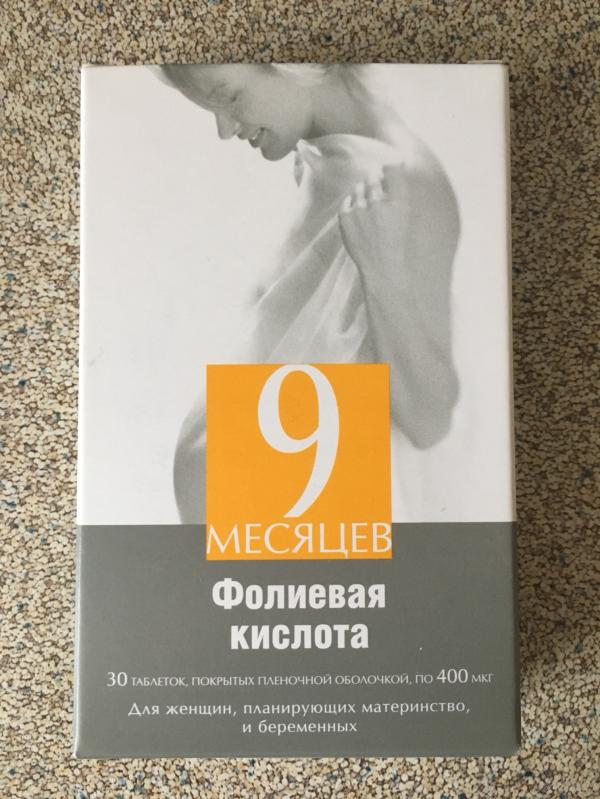 9
МЕСЯЦЕВ
Фолиевая
кислота
30 ТАБЛЕТОК, ПОКРЫТЫХ ПЛЕНОЧНОЙ ОБОЛОЧКОЙ, ПО 400 МКГ
Для женщин, планирующих материнство,
и беременных